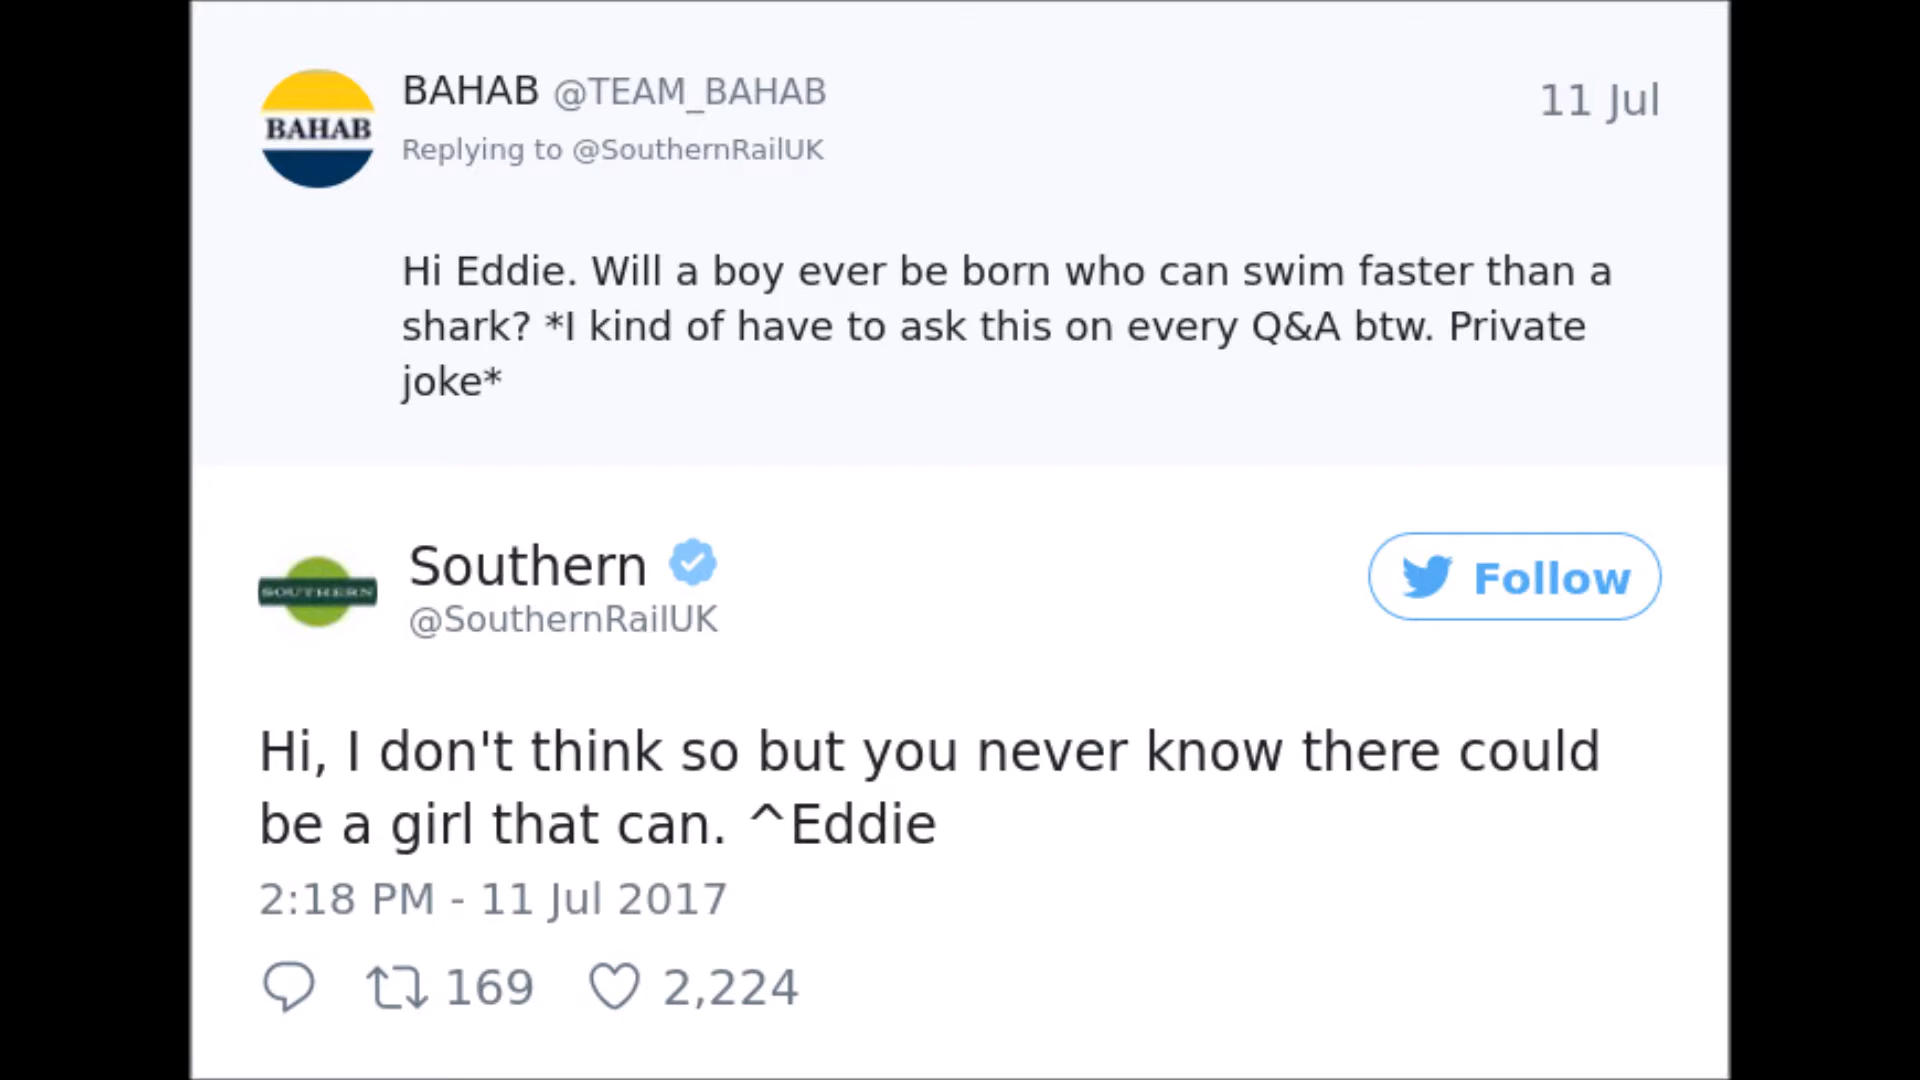 BAHAB @TEAM_BAHAB
11 Jul
BAHAB
Replying to @SouthernRailUK
Hi Eddie. Will a boy ever be born who can swim faster than a
shark? *I kind of have to ask this on every Q&A btw. Private
joke*
Southern
Follow
SOUTHERN
@SouthernRailUK
Hi, I don't think so but you never know there could
be a girl that can. ^Eddie
2:18 PM - 11 Jul 2017
169 2,224